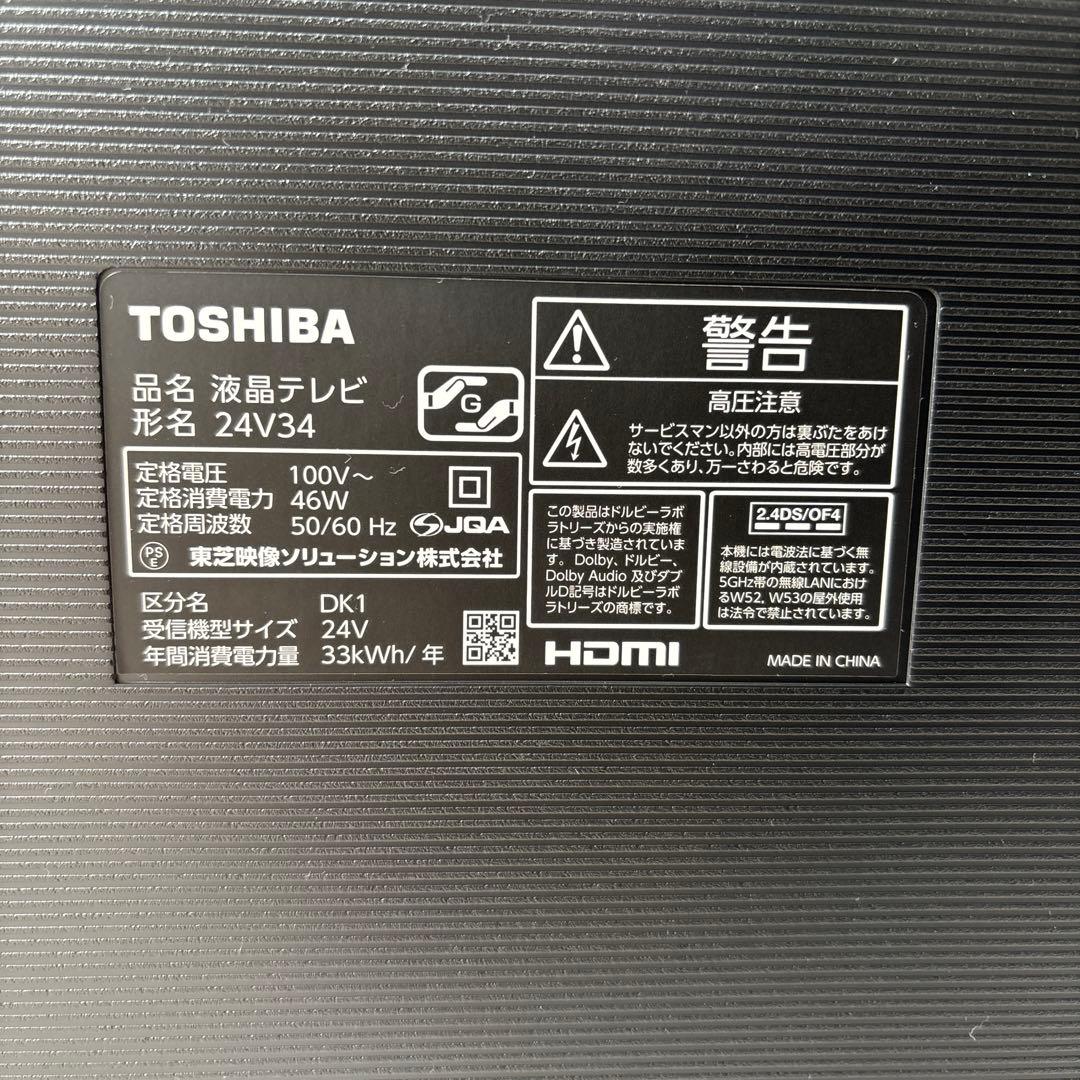 TOSHIBA
品名 液晶テレビ
形名 24V34
G
定格電圧 100V～
定格消費電力 46W
定格周波数 50/60 Hz
JQA
PS
E
東芝映像ソリューション株式会社
区分名 DK1
受信機型サイズ 24V
年間消費電力量 33kWh/年
警告
高圧注意
サービスマン以外の方は裏ぶたをあけ
ないでください。内部には高電圧部分が
数多くあり、万一さわると危険です。
この製品はドルビーラボ
ラトリーズからの実施権
に基づき製造されていま
す。Dolby、ドルビー、
Dolby Audio 及びダブ
ルD記号はドルビーラボ
ラトリーズの商標です。
2.4DS/OF4
本機には電波法に基づく無
線設備が内蔵されています。
5GHz帯の無線LANにおけ
るW52, W53の屋外使用
は法令で禁止されています。
HDMI
MADE IN CHINA